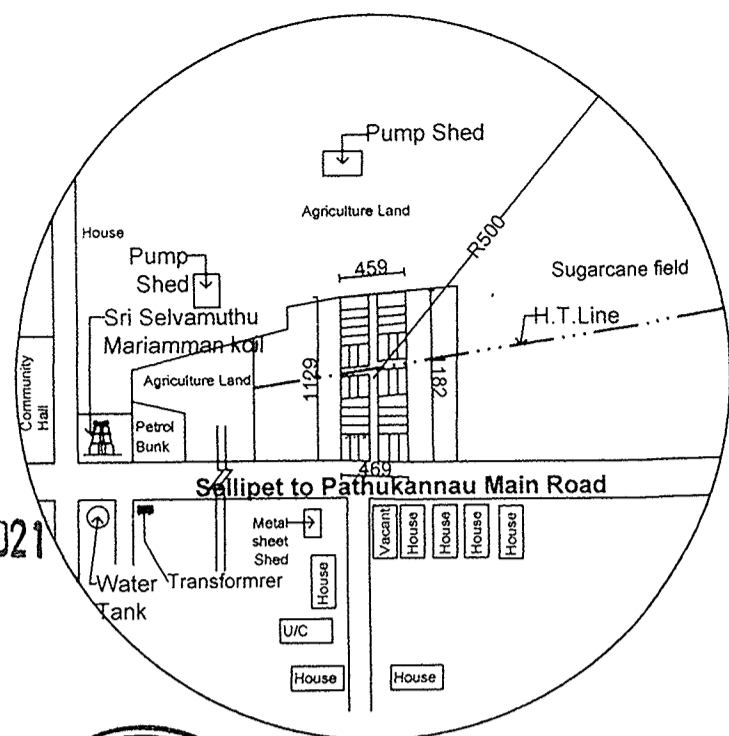 Pump Shed
Agriculture Land
House
R500
Pump
Shed
459
Sugarcane field
Sri Selvamuthu
Mariamman koil
H.T.Line
Community
Hall
Agriculture Land
1129
182
Petrol
Bunk
469
Sellipet to Pathukannau Main Road
021
Metal
sheet
Shed
Vacant
House
House
House
House
Water
Tank
Transformrer
House
U/C
House
House